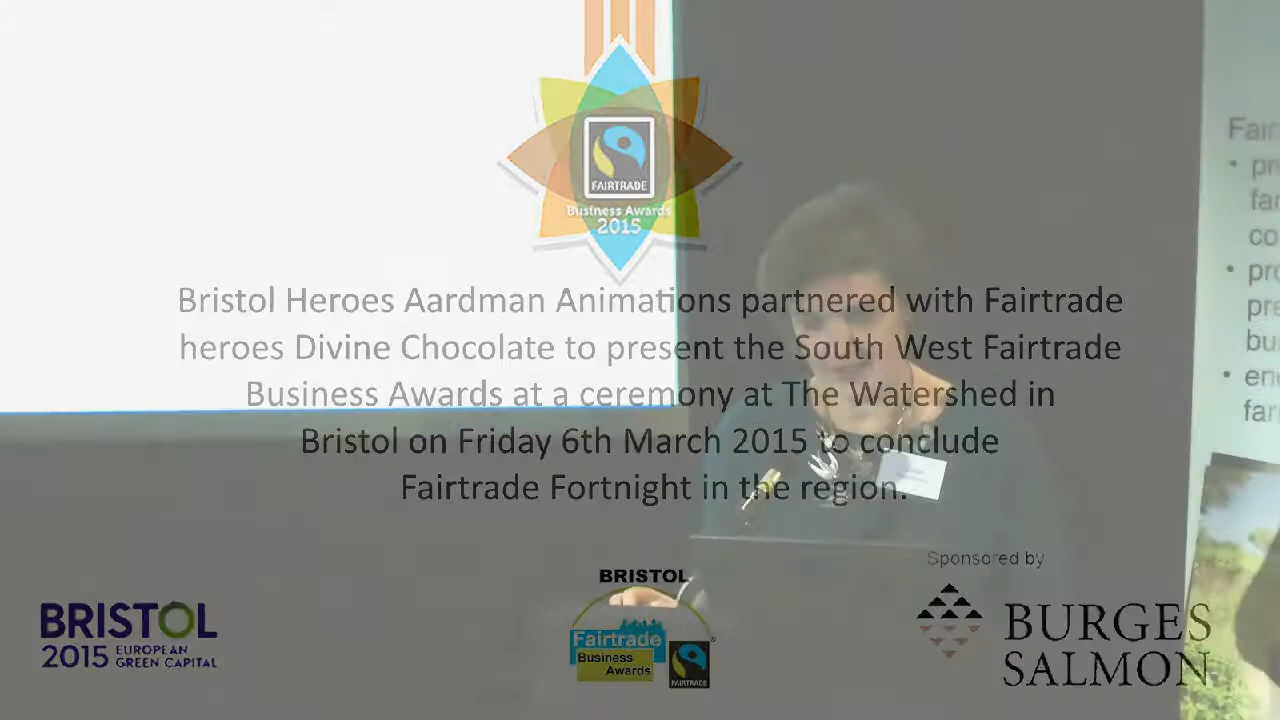 FAIRTRADE
Business Awards
2015
Bristol Heroes Aardman Animations partnered with Fairtrade
heroes Divine Chocolate to present the South West Fairtrade
Business Awards at a ceremony at The Watershed in
Bristol on Friday 6th March 2015 to conclude
Fairtrade Fortnight in the region.
Sponsored by
BURGES
SALMON
BRISTOL
Fairtrade
Business
Awards
FAIRTRADE
BRISTOL
2015 EUROPEAN
GREEN CAPITAL